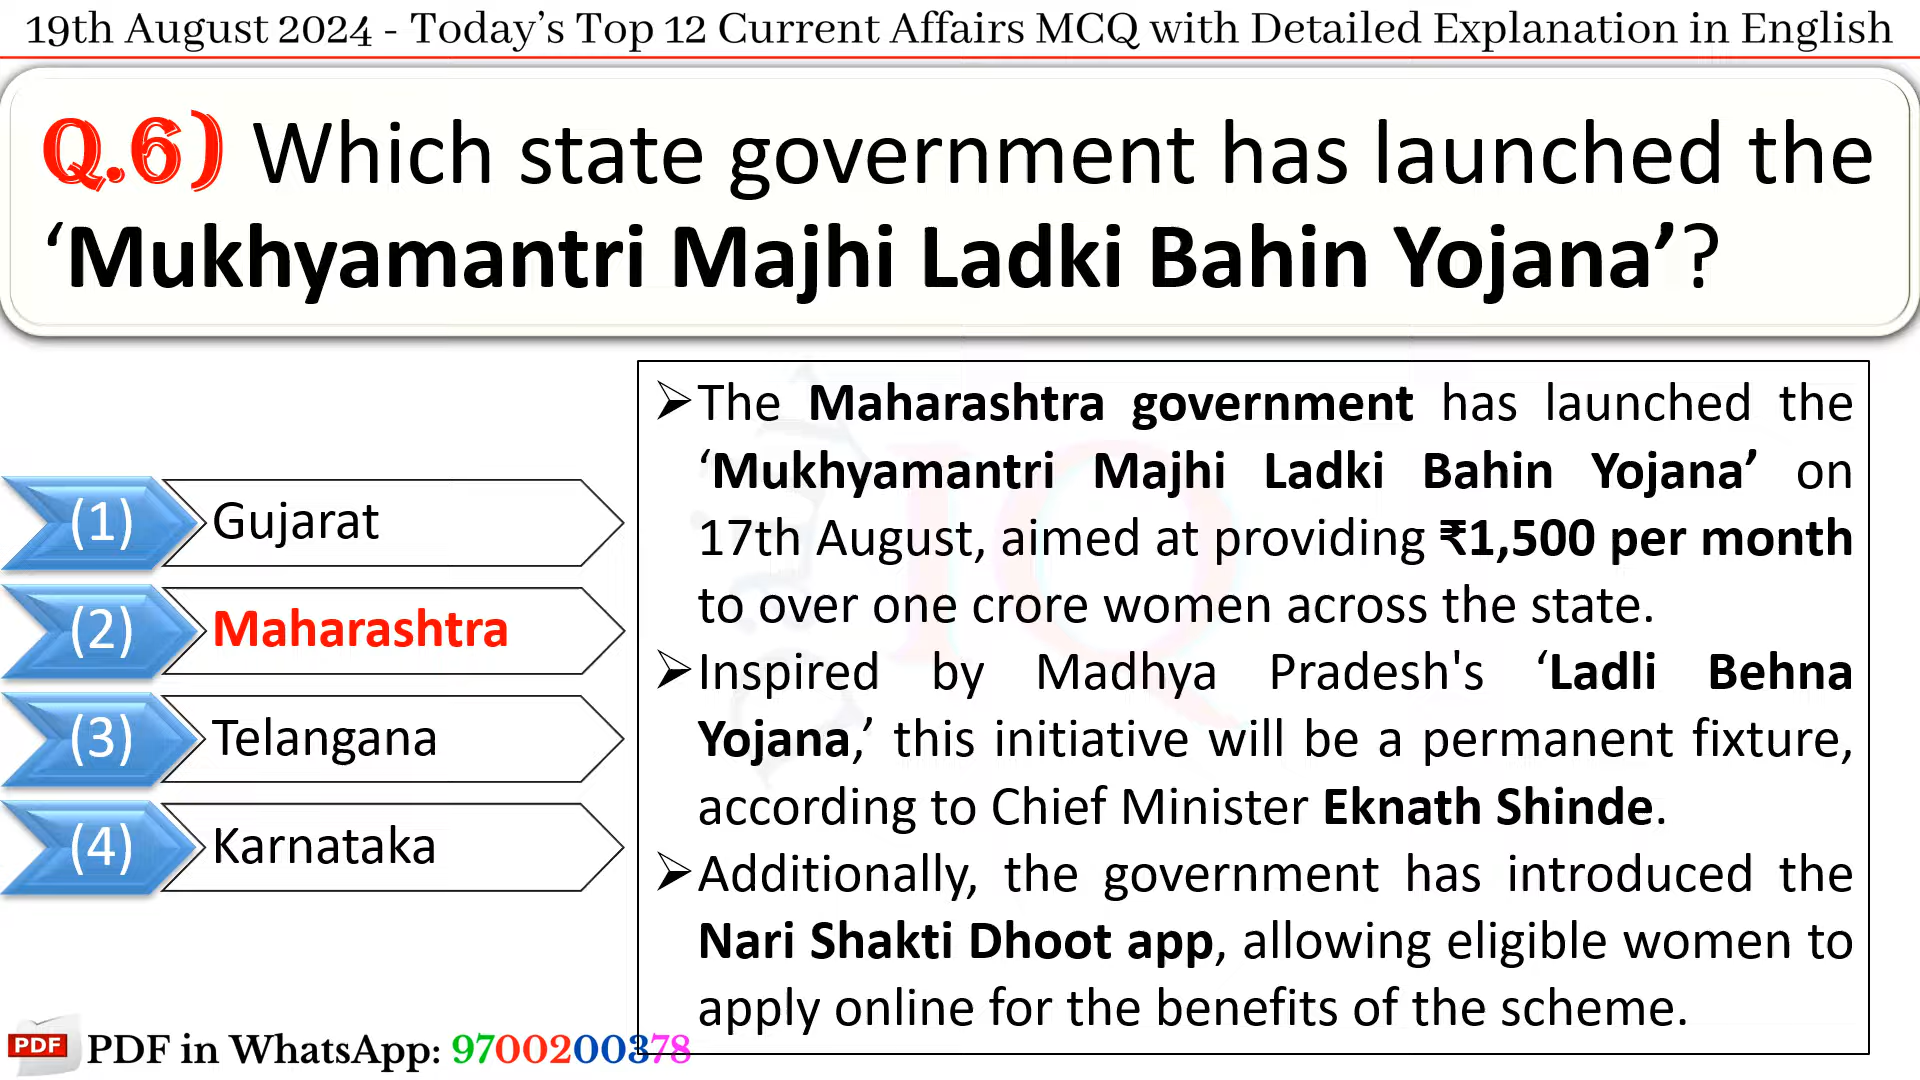 19th August 2024 - Today’s Top 12 Current Affairs MCQ with Detailed Explanation in English
Q.6) Which state government has launched the
‘Mukhyamantri Majhi Ladki Bahin Yojana’?
(1) Gujarat
(2) Maharashtra
(3) Telangana
(4) Karnataka
➢The Maharashtra government has launched the
‘Mukhyamantri Majhi Ladki Bahin Yojana’ on
17th August, aimed at providing ₹1,500 per month
to over one crore women across the state.
➢Inspired by Madhya Pradesh's ‘Ladli Behna
Yojana,’ this initiative will be a permanent fixture,
according to Chief Minister Eknath Shinde.
➢Additionally, the government has introduced the
Nari Shakti Dhoot app, allowing eligible women to
apply online for the benefits of the scheme.
PDF PDF in WhatsApp: 9700200378
IQ